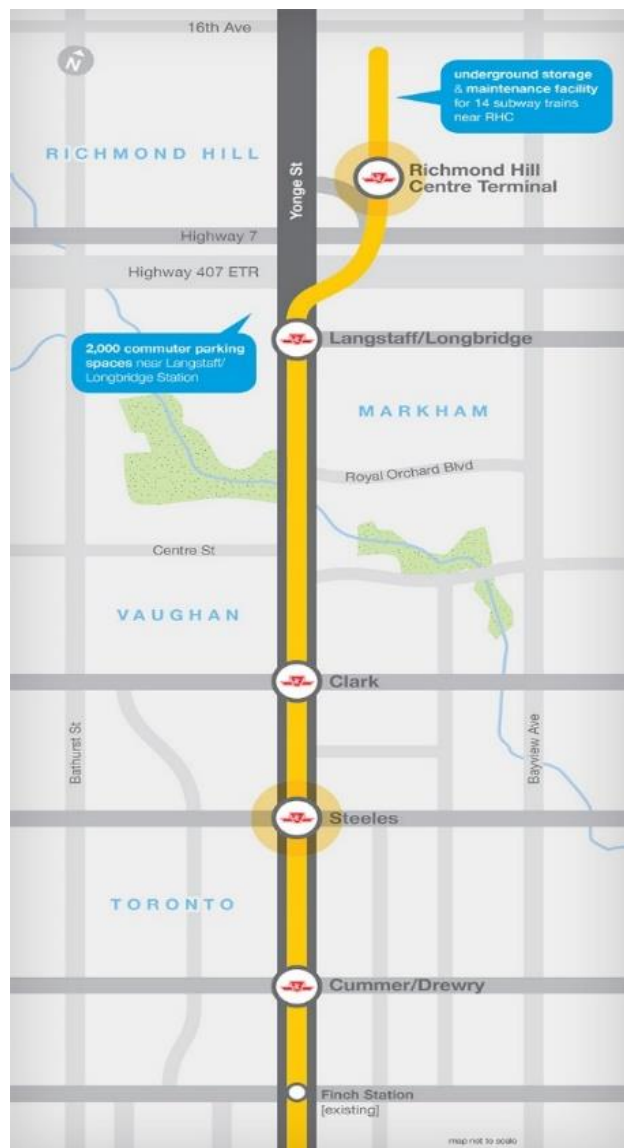 16th Ave
N
underground storage
& maintenance facility
for 14 subway trains
near RHC
RICHMOND HILL
Richmond Hill
Centre Terminal
Yonge St
Highway 7
Highway 407 ETR
Langstaff/Longbridge
2,000 commuter parking
spaces near Langstaff/
Longbridge Station
MARKHAM
Royal Orchard Blvd
Centre St
VAUGHAN
Clark
Bathurst St
Bayview Ave
Steeles
TORONTO
Cummer/Drewry
Finch Station
[existing]
map not to scale